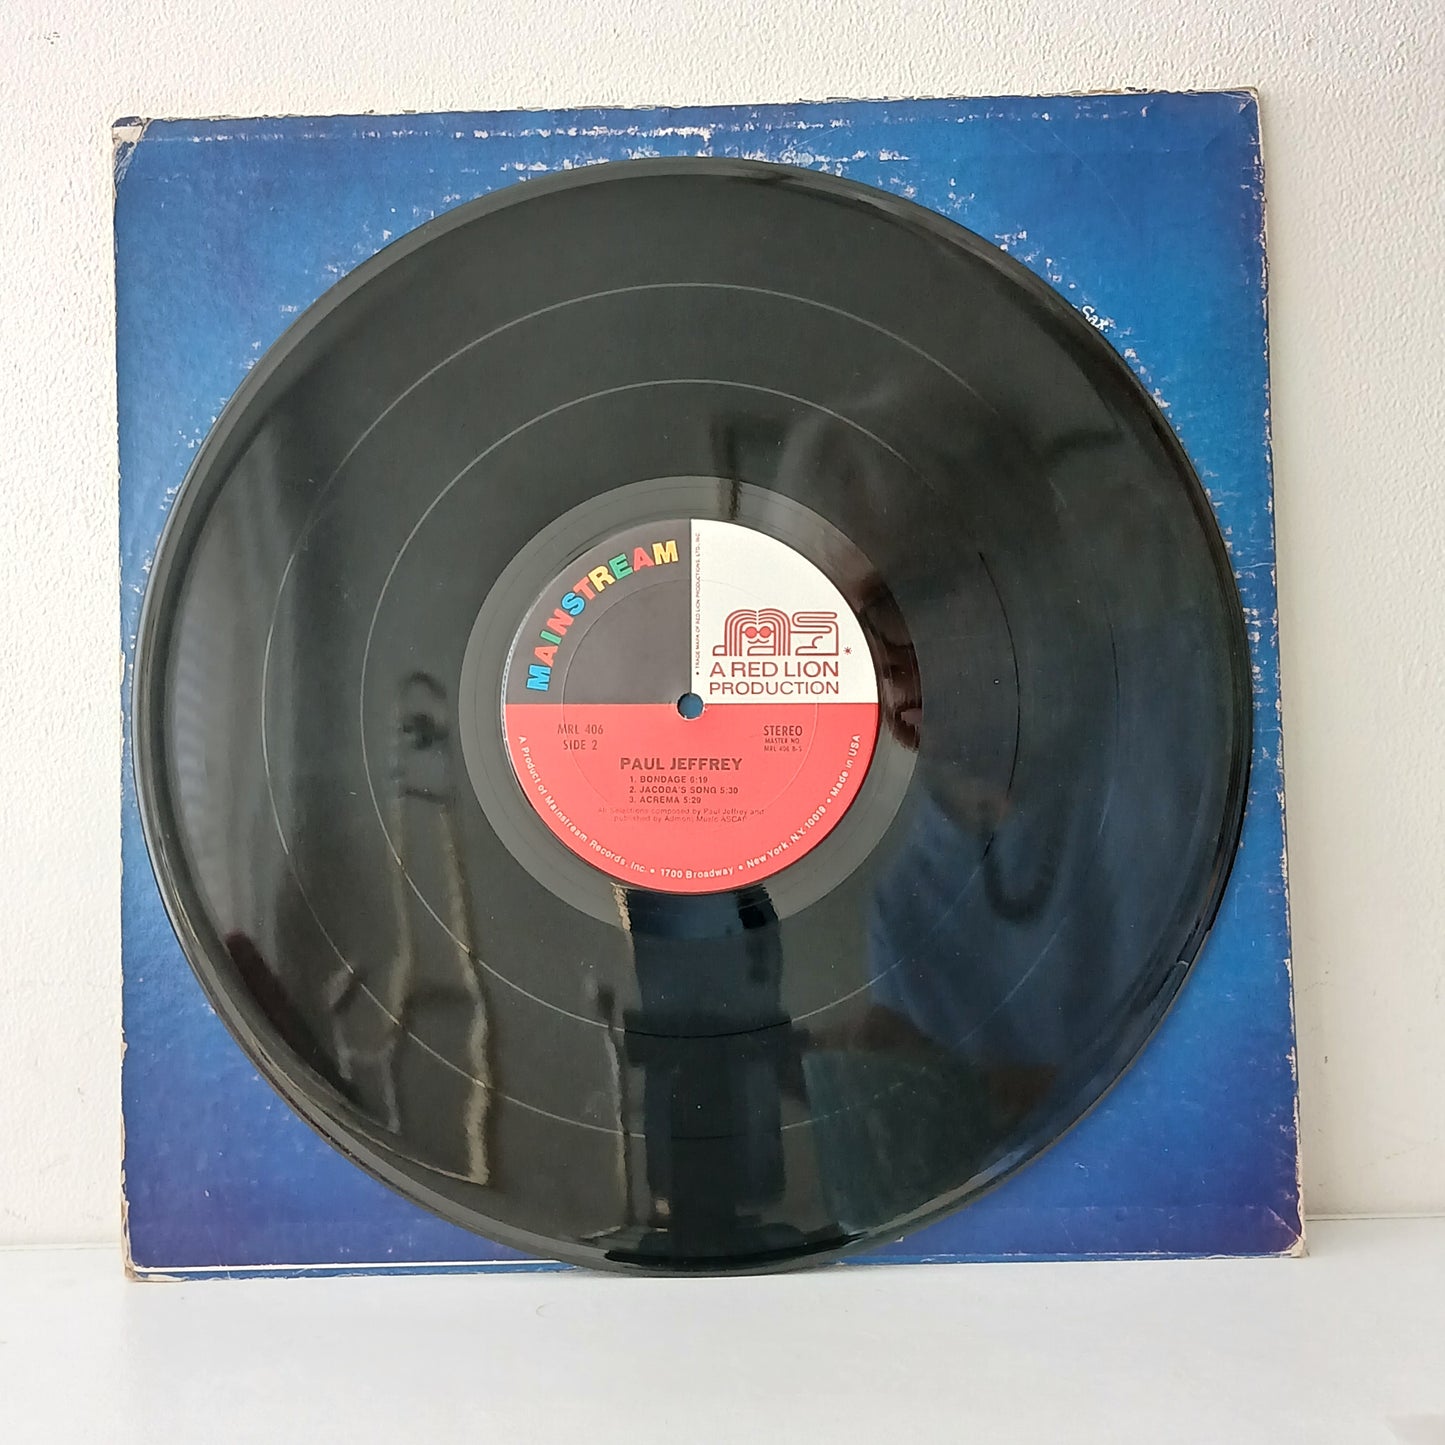 Sax.
MAINSTREAM
• TRADE MARK OF RED LION PRODUCTIONS, LTD., INC.
MS
A RED LION
PRODUCTION
*
MRL 406
SIDE 2
STEREO
MASTER NO.
MRL 406 B-S
PAUL JEFFREY
1. BONDAGE 6:19
2. JACOBA'S SONG 5:30
3. ACREMA 5:29
All Selections composed by Paul Jeffrey and
published by Admont Music-ASCAP
A Product of Mainstream Records, Inc. • 1700 Broadway • New York, N.Y. 10019 • Made in USA